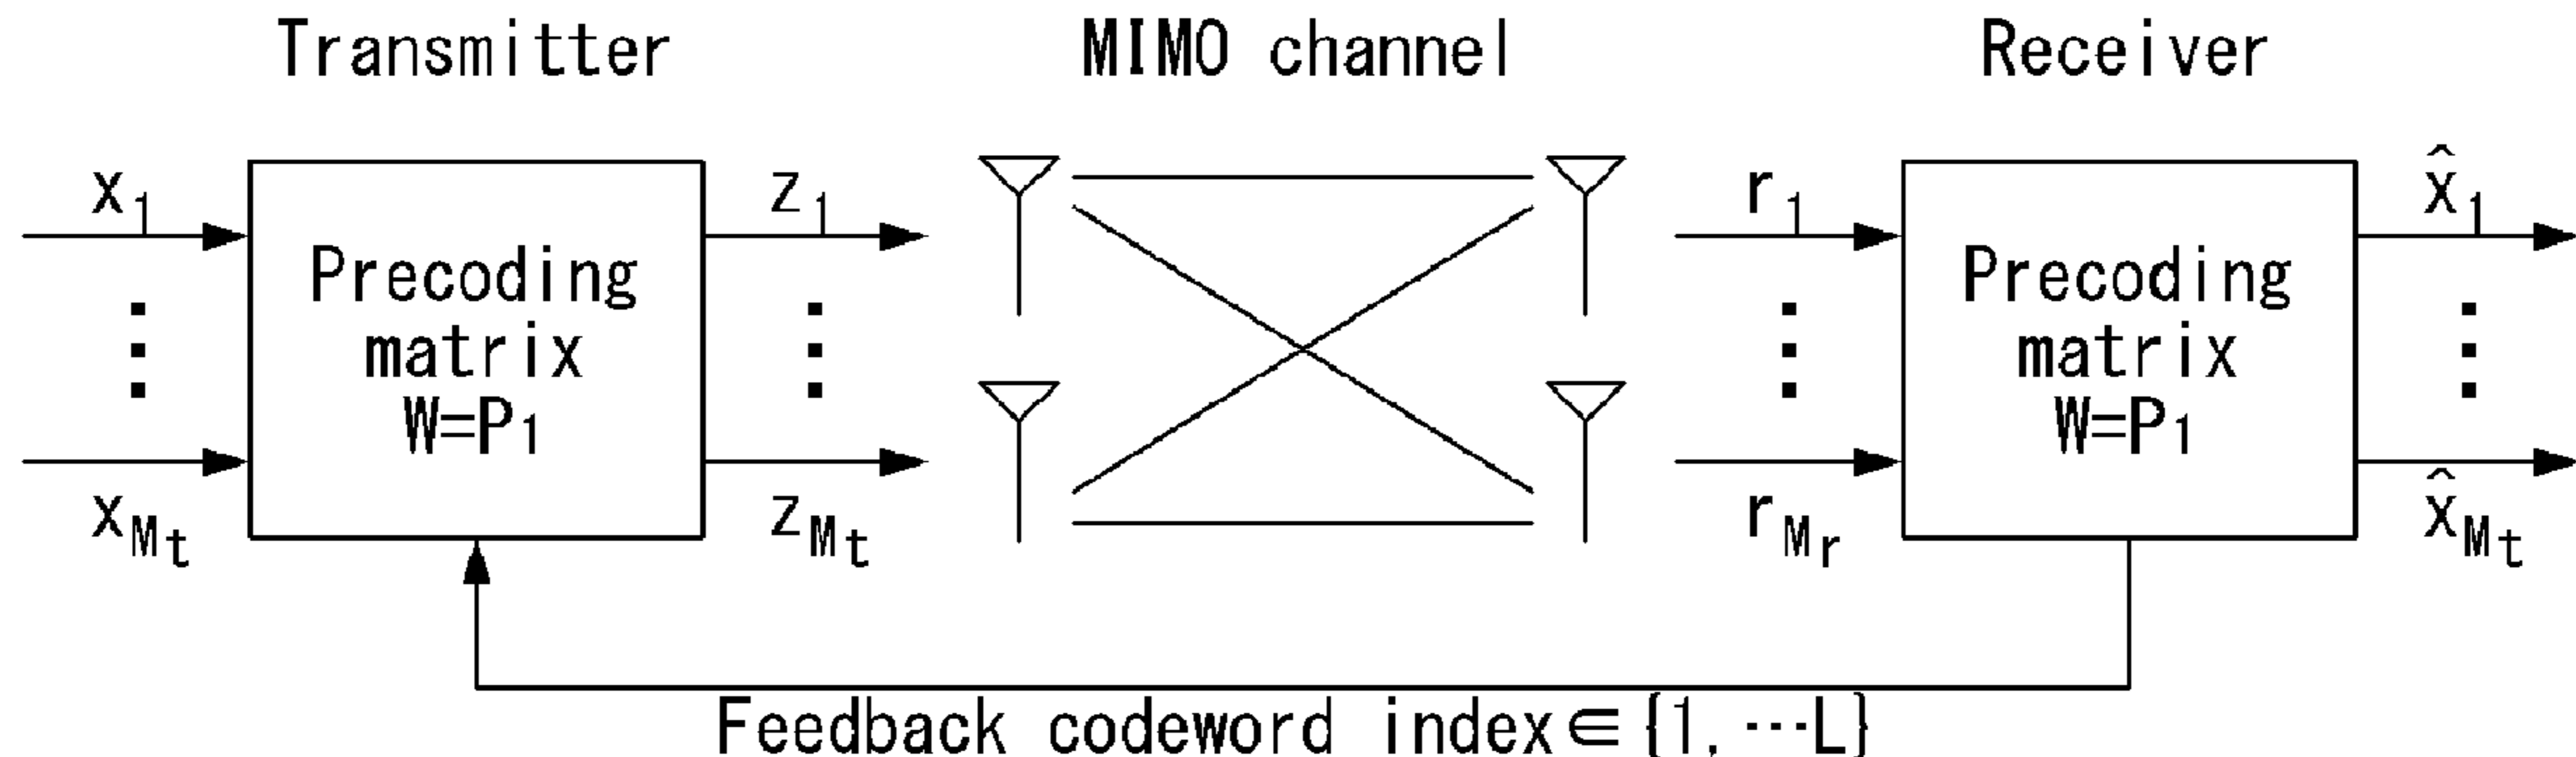 Transmitter
MIMO channel
Receiver
x1
z1
r1
x̂1
Precoding
matrix
W=P1
Precoding
matrix
W=P1
xMt
zMt
rMr
x̂Mt
Feedback codeword index∈{1, ···L}